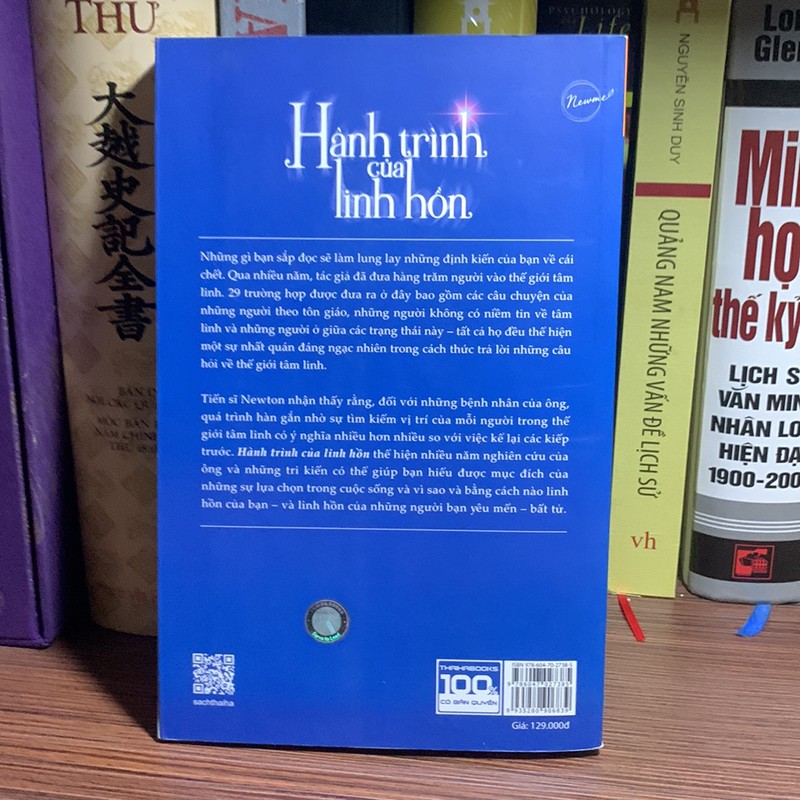 THƯ
大越史記全書
PSYCHOLOGY
Life
NGUYỄN SINH DUY
QUẢNG NAM NHỮNG VẤN ĐỀ LỊCH SỬ
vh
thế kỷ
LỊCH S
VĂN MIN
NHÂN LO
HIỆN ĐẠ
1900-200
Newme
Hành trình
của
linh hồn
Những gì bạn sắp đọc sẽ làm lung lay những định kiến của bạn về cái
chết. Qua nhiều năm, tác giả đã đưa hàng trăm người vào thế giới tâm
linh. 29 trường hợp được đưa ra ở đây bao gồm các câu chuyện của
những người theo tôn giáo, những người không có niềm tin về tâm
linh và những người ở giữa các trạng thái này – tất cả họ đều thể hiện
một sự nhất quán đáng ngạc nhiên trong cách thức trả lời những câu
hỏi về thế giới tâm linh.
Tiến sĩ Newton nhận thấy rằng, đối với những bệnh nhân của ông,
quá trình hàn gắn nhờ sự tìm kiếm vị trí của mỗi người trong thế
giới tâm linh có ý nghĩa nhiều hơn nhiều so với việc kể lại các kiếp
trước. Hành trình của linh hồn thể hiện nhiều năm nghiên cứu của
ông và những tri kiến có thể giúp bạn hiểu được mục đích của
những sự lựa chọn trong cuộc sống và vì sao và bằng cách nào linh
hồn của bạn – và linh hồn của những người bạn yêu mến – bất tử.
sachthaiha
THAIHABOOKS
100%
CÓ BẢN QUYỀN
ISBN 978-604-70-2738-5
Giá: 129.000đ